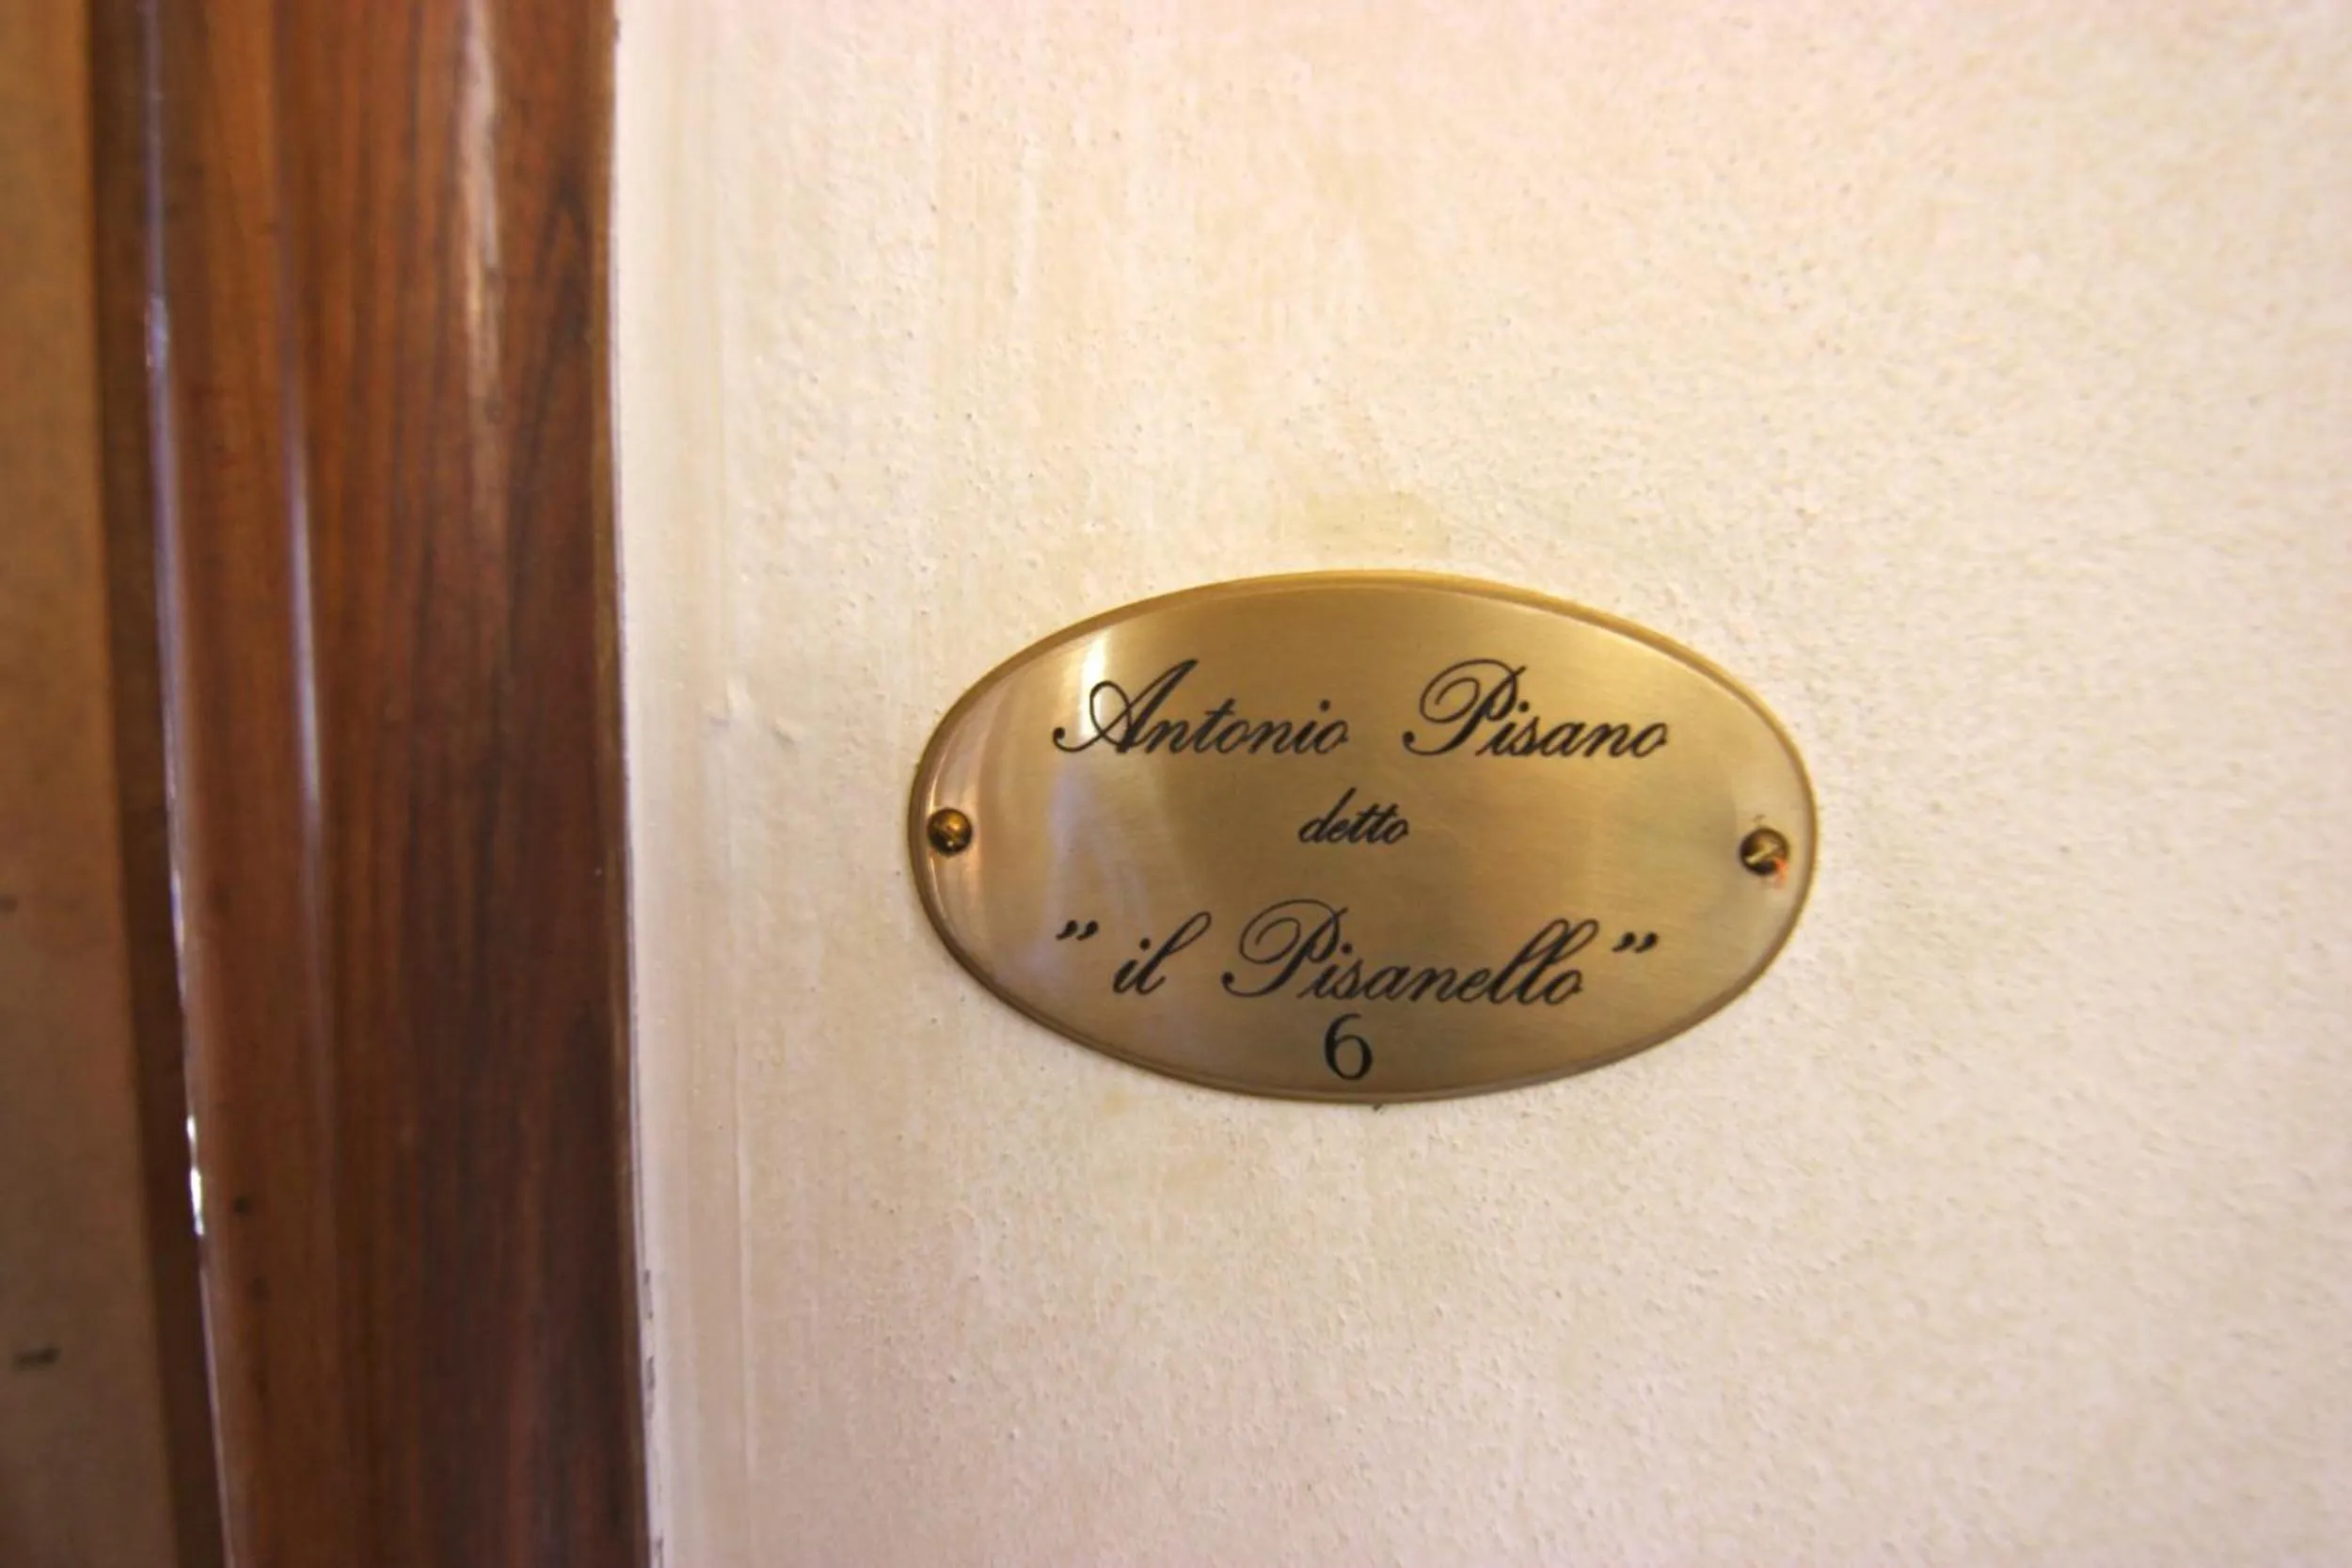 Antonio Pisano
detto
” il Pisanello ”
6